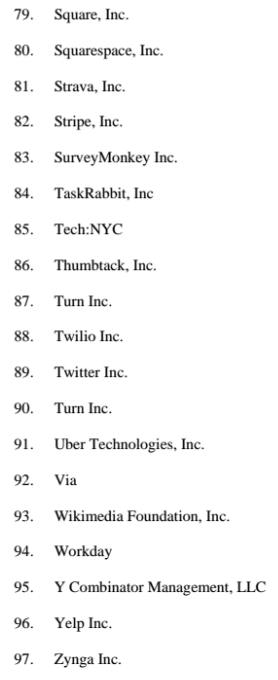 79. Square, Inc.
80. Squarespace, Inc.
81. Strava, Inc.
82. Stripe, Inc.
83. SurveyMonkey Inc.
84. TaskRabbit, Inc
85. Tech:NYC
86. Thumbtack, Inc.
87. Turn Inc.
88. Twilio Inc.
89. Twitter Inc.
90. Turn Inc.
91. Uber Technologies, Inc.
92. Via
93. Wikimedia Foundation, Inc.
94. Workday
95. Y Combinator Management, LLC
96. Yelp Inc.
97. Zynga Inc.